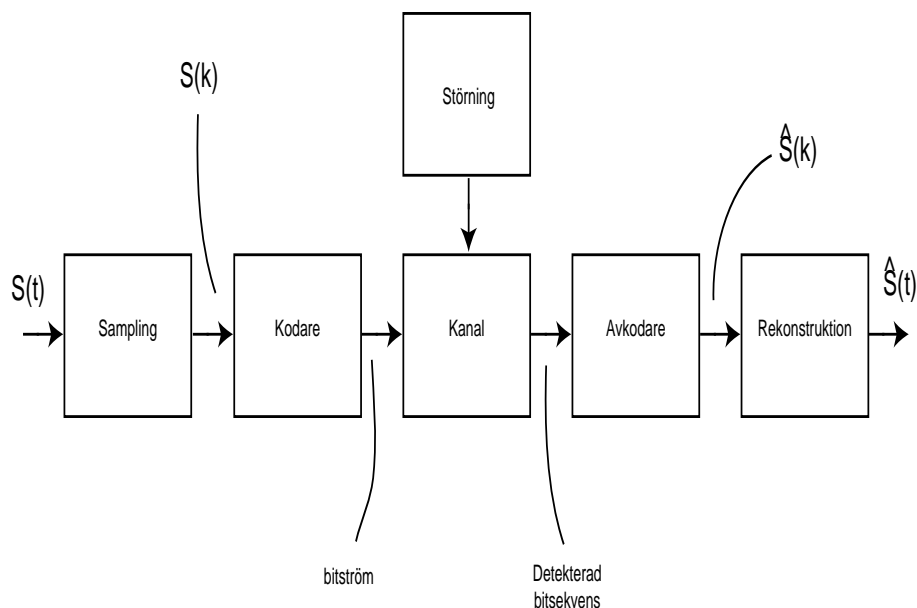 S(k)
Störning
Ŝ(k)
S(t)
Sampling
Kodare
Kanal
Avkodare
Rekonstruktion
Ŝ(t)
bitström
Detekterad
bitsekvens